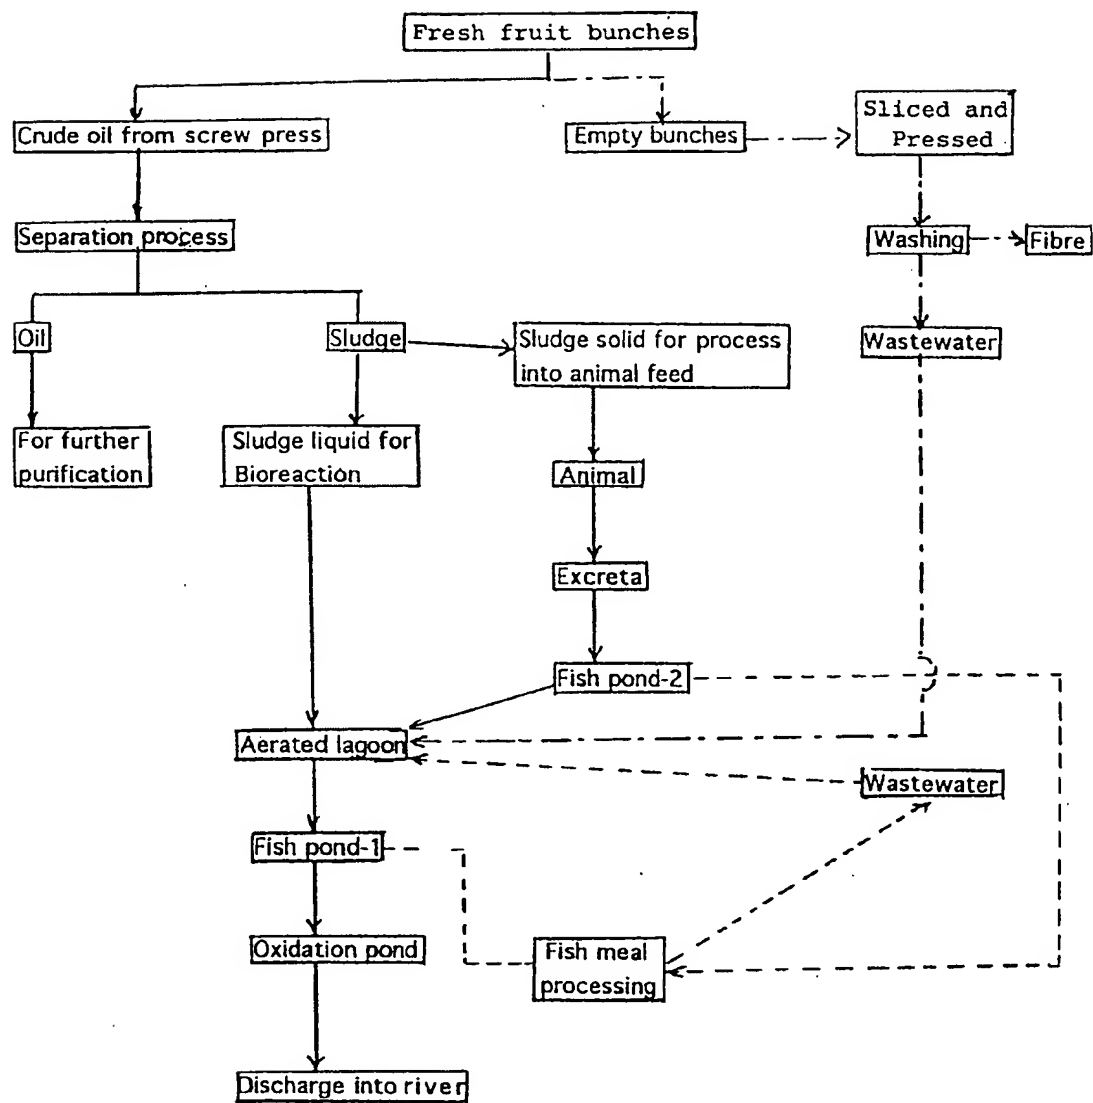 Fresh fruit bunches
Crude oil from screw press
Empty bunches
Sliced and
Pressed
Separation process
Washing
Fibre
Oil
Sludge
Sludge solid for process
into animal feed
Wastewater
For further
purification
Sludge liquid for
Bioreaction
Animal
Excreta
Fish pond-2
Aerated lagoon
Wastewater
Fish pond-1
Oxidation pond
Fish meal
processing
Discharge into river